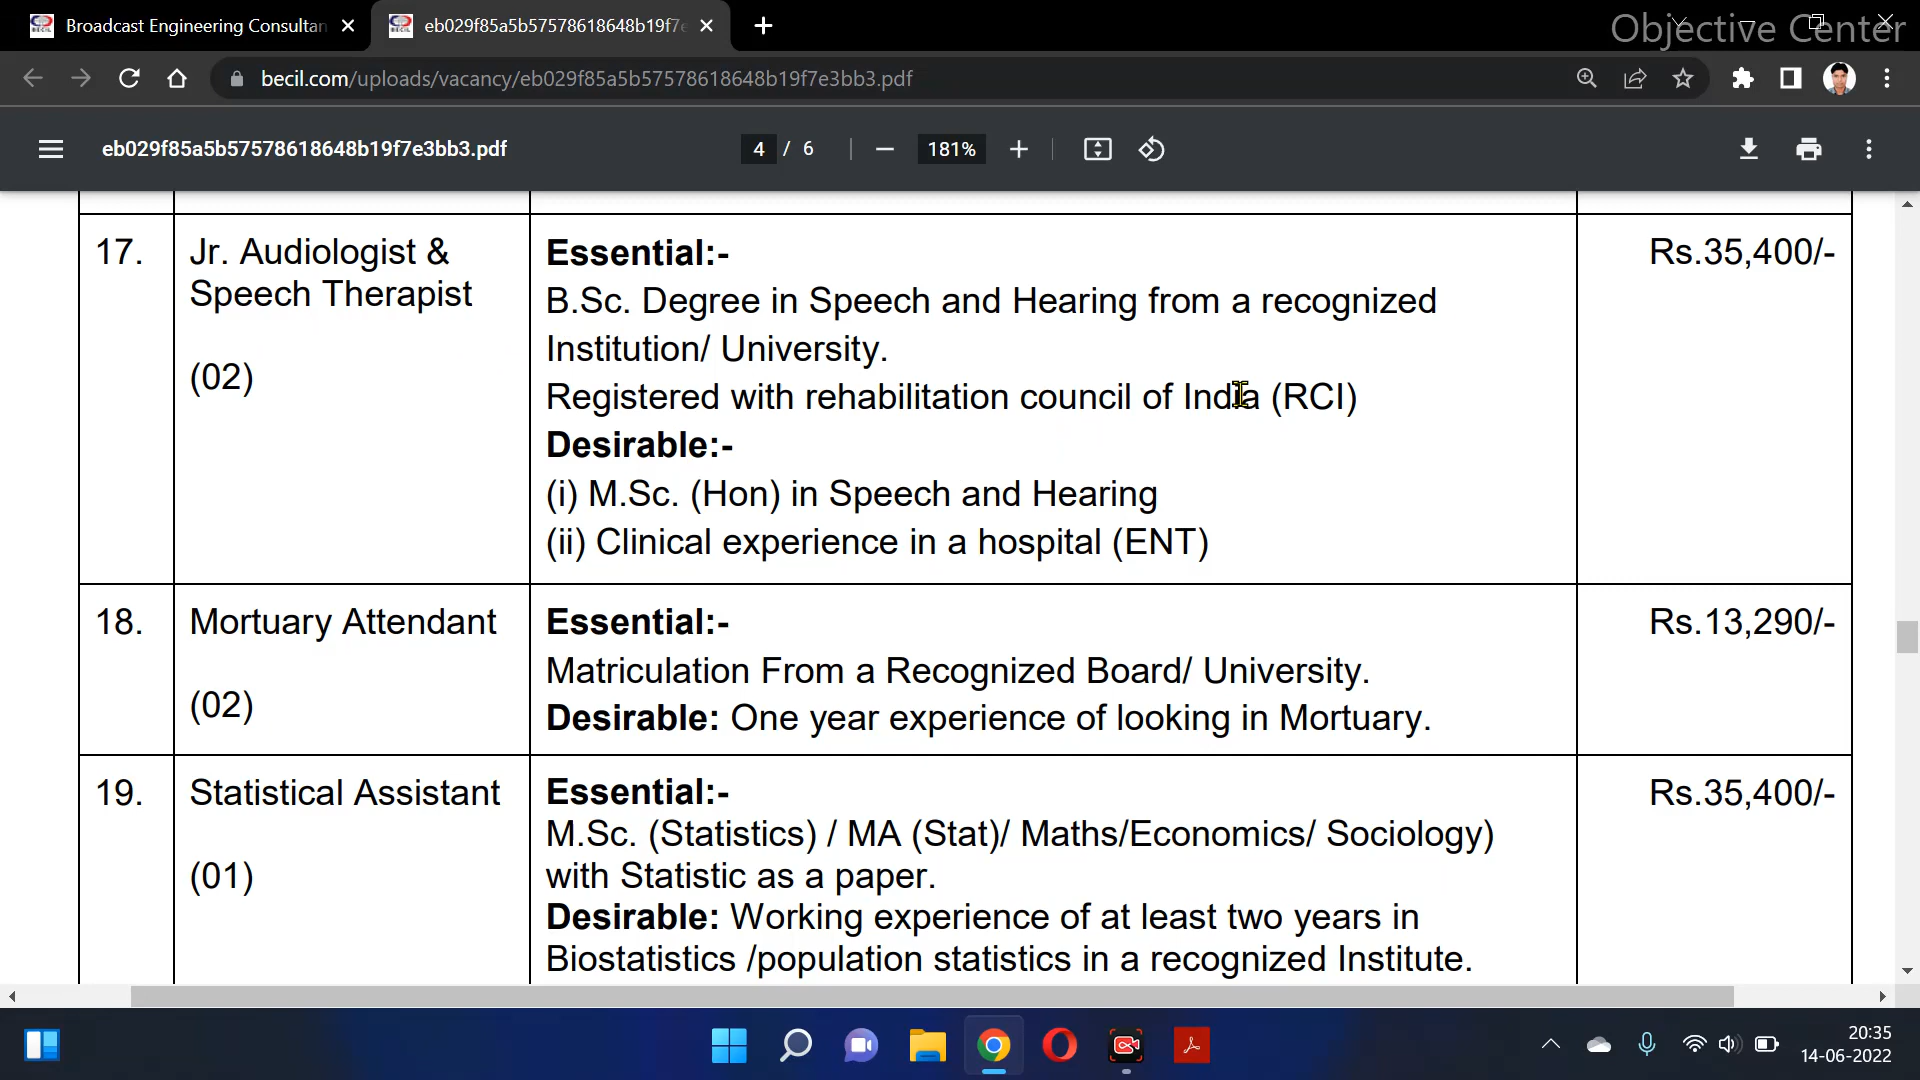 Broadcast Engineering Consultan
eb029f85a5b57578618648b19f7e
Objective Center
becil.com/uploads/vacancy/eb029f85a5b57578618648b19f7e3bb3.pdf
eb029f85a5b57578618648b19f7e3bb3.pdf
4 / 6
181%
17.
Jr. Audiologist &
Speech Therapist
(02)
Essential:-
B.Sc. Degree in Speech and Hearing from a recognized
Institution/ University.
Registered with rehabilitation council of India (RCI)
Desirable:-
(i) M.Sc. (Hon) in Speech and Hearing
(ii) Clinical experience in a hospital (ENT)
Rs.35,400/-
18.
Mortuary Attendant
(02)
Essential:-
Matriculation From a Recognized Board/ University.
Desirable: One year experience of looking in Mortuary.
Rs.13,290/-
19.
Statistical Assistant
(01)
Essential:-
M.Sc. (Statistics) / MA (Stat)/ Maths/Economics/ Sociology)
with Statistic as a paper.
Desirable: Working experience of at least two years in
Biostatistics /population statistics in a recognized Institute.
Rs.35,400/-
20:35
14-06-2022